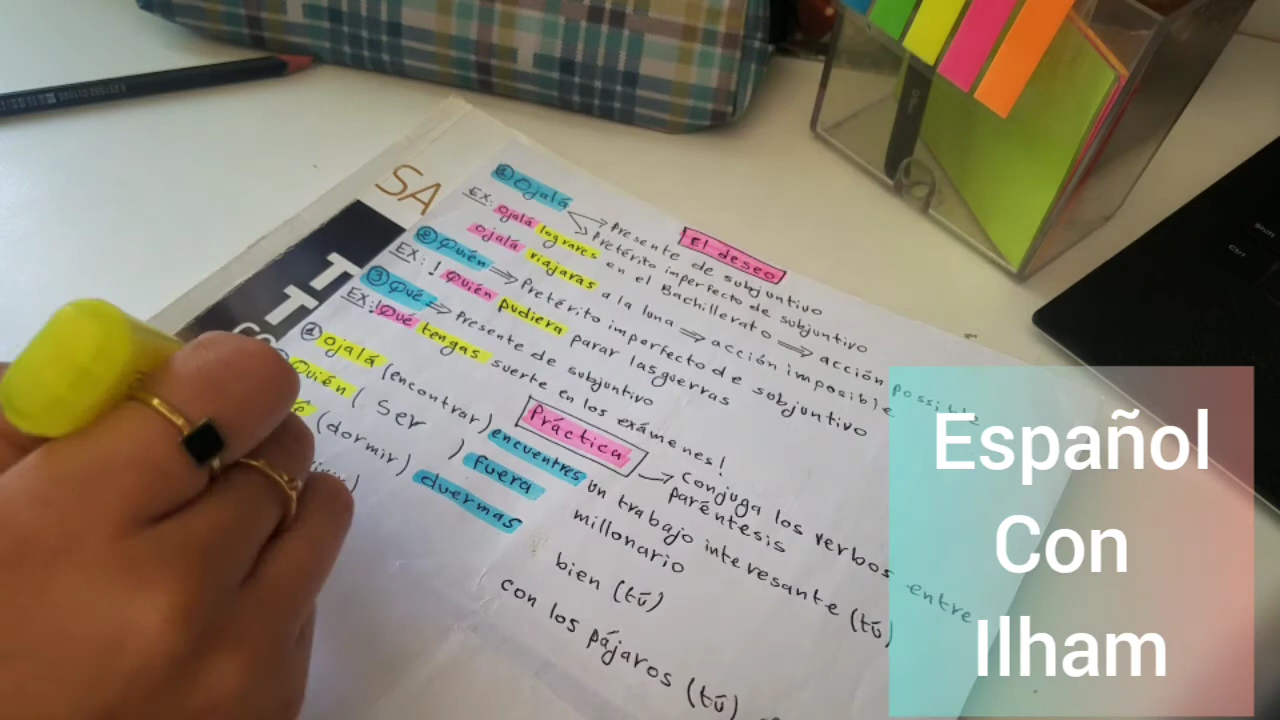 SA
T
T
El deseo
① Ojalá → Presente de subjuntivo
→ Pretérito imperfecto de subjuntivo
EX: Ojalá lograres en el Bachillerato ⇒ acción possible
Ojalá viajaras a la luna ⇒ acción imposible
② Quién ⇒ Pretérito imperfecto de subjuntivo
EX: ! Quién pudiera parar las guerras
③ Qué ⇒ Presente de subjuntivo
EX: ! Qué tengas suerte en los exámenes!
Práctica → Conjuga los verbos entre
paréntesis
① Ojalá (encontrar) encuentres un trabajo interesante (tú)
Quién ( Ser ) fuera millonario
(dormir) duermas bien (tú)
con los pájaros (tú)
Shift
Ctrl
Español
Con
Ilham